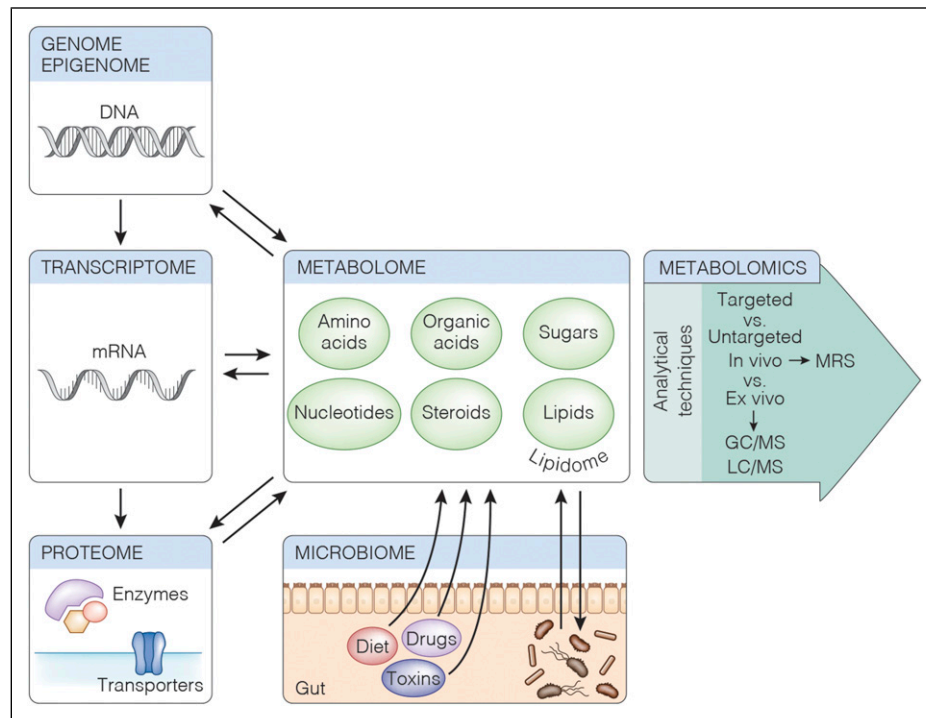 GENOME
EPIGENOME
DNA
TRANSCRIPTOME
mRNA
PROTEOME
Enzymes
Transporters
METABOLOME
Amino
acids
Organic
acids
Sugars
Nucleotides
Steroids
Lipids
Lipidome
MICROBIOME
Diet
Drugs
Toxins
Gut
METABOLOMICS
Analytical
techniques
Targeted
vs.
Untargeted
In vivo MRS
vs.
Ex vivo
GC/MS
LC/MS